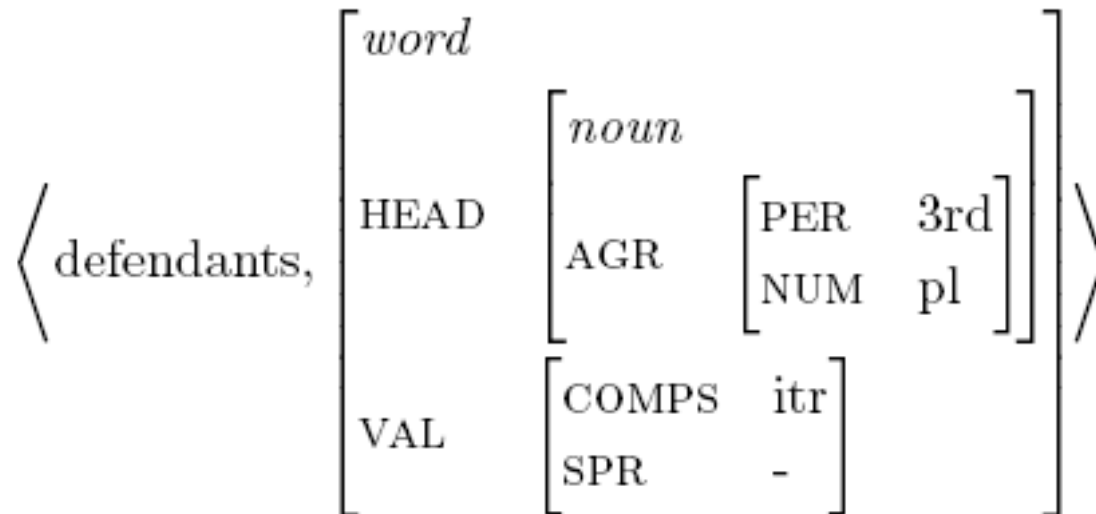 word
noun
HEAD
PER 3rd
⟨ defendants,
AGR
NUM pl
COMPS itr
VAL
SPR -